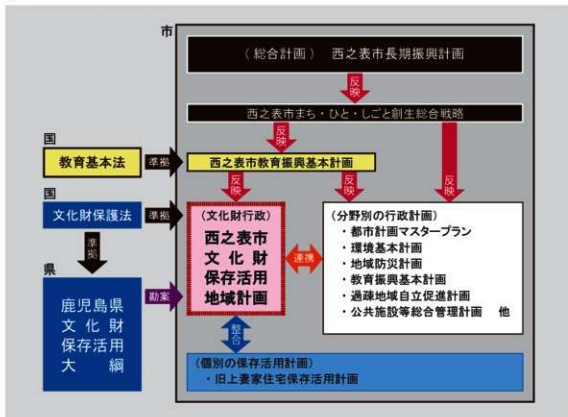 市
（総合計画） 西之表市長期振興計画
反映
西之表市まち・ひと・しごと創生総合戦略
反映
反映
国
教育基本法
準拠
西之表市教育振興基本計画
反映
反映
国
文化財保護法
準拠
（文化財行政）
西之表市
文化財
保存活用
地域計画
連携
（分野別の行政計画）
・都市計画マスタープラン
・環境基本計画
・地域防災計画
・教育振興基本計画
・過疎地域自立促進計画
・公共施設等総合管理計画 他
準拠
県
鹿児島県
文化財
保存活用
大綱
勘案
整合
（個別の保存活用計画）
・旧上妻家住宅保存活用計画